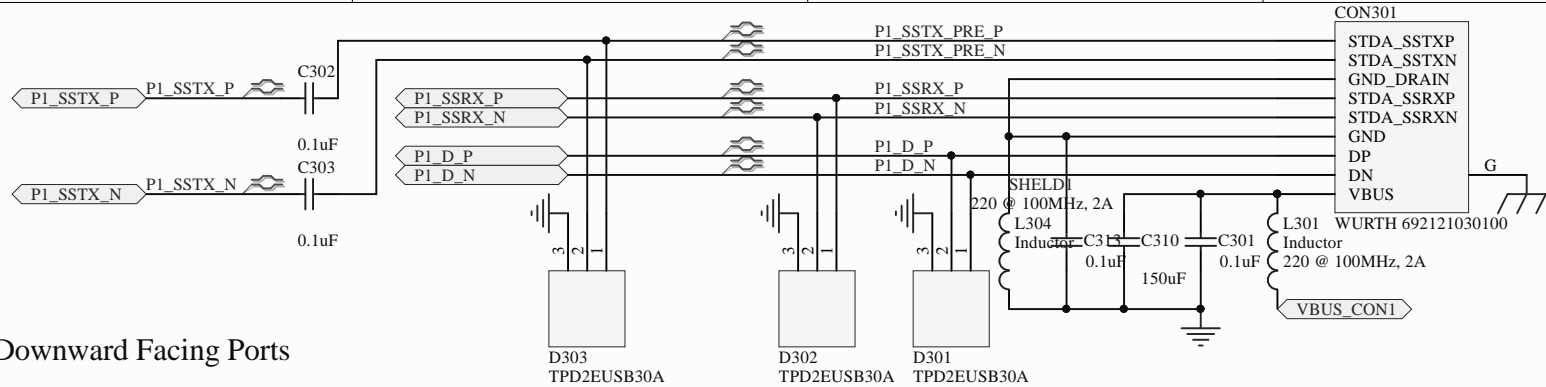 CON301
P1_SSTX_PRE_P
STDA_SSTXP
P1_SSTX_PRE_N
STDA_SSTXN
C302
GND_DRAIN
P1_SSTX_P
P1_SSTX_P
P1_SSRX_P
P1_SSRX_P
STDA_SSRXP
P1_SSRX_N
P1_SSRX_N
STDA_SSRXN
GND
0.1uF
P1_D_P
P1_D_P
DP
C303
P1_D_N
P1_D_N
DN
G
P1_SSTX_N
P1_SSTX_N
SHELD1
VBUS
220 @ 100MHz, 2A
L304
L301
WURTH 692121030100
0.1uF
3
2
1
3
2
1
3
2
1
Inductor
C313
C310
C301
Inductor
0.1uF
0.1uF
220 @ 100MHz, 2A
150uF
VBUS_CON1
Downward Facing Ports
D303
D302
D301
TPD2EUSB30A
TPD2EUSB30A
TPD2EUSB30A